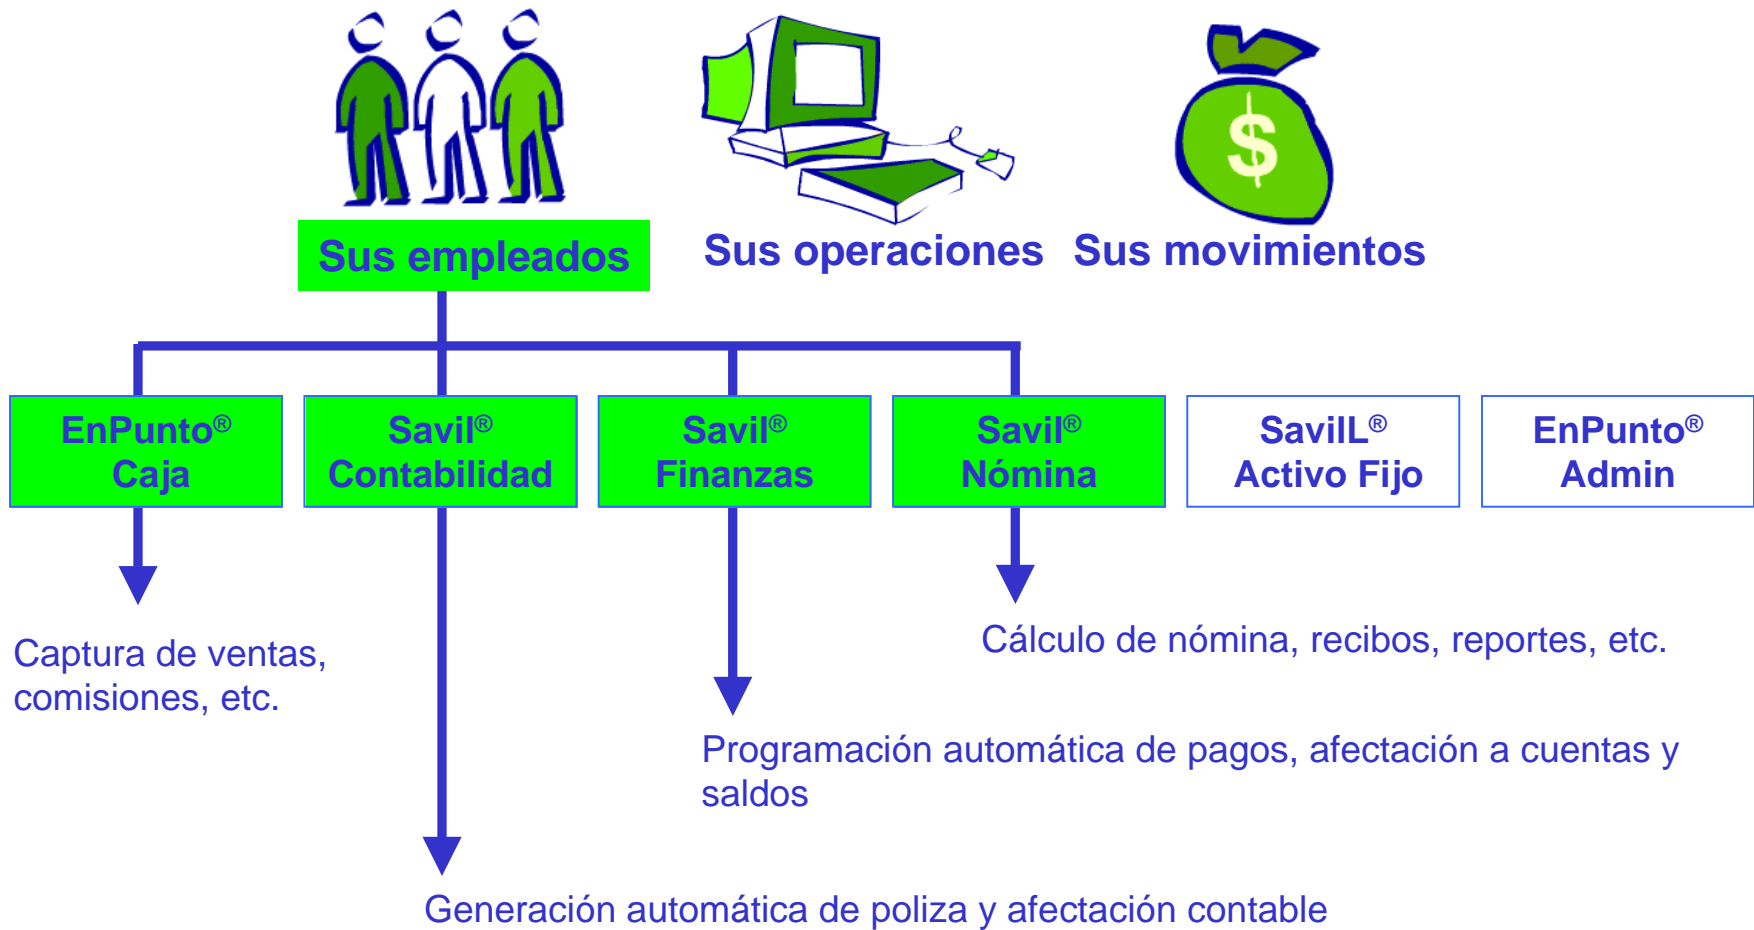 $
Sus empleados
Sus operaciones
Sus movimientos
EnPunto®
Caja
Savil®
Contabilidad
Savil®
Finanzas
Savil®
Nómina
SavilL®
Activo Fijo
EnPunto®
Admin
Captura de ventas,
comisiones, etc.
Cálculo de nómina, recibos, reportes, etc.
Programación automática de pagos, afectación a cuentas y
saldos
Generación automática de poliza y afectación contable